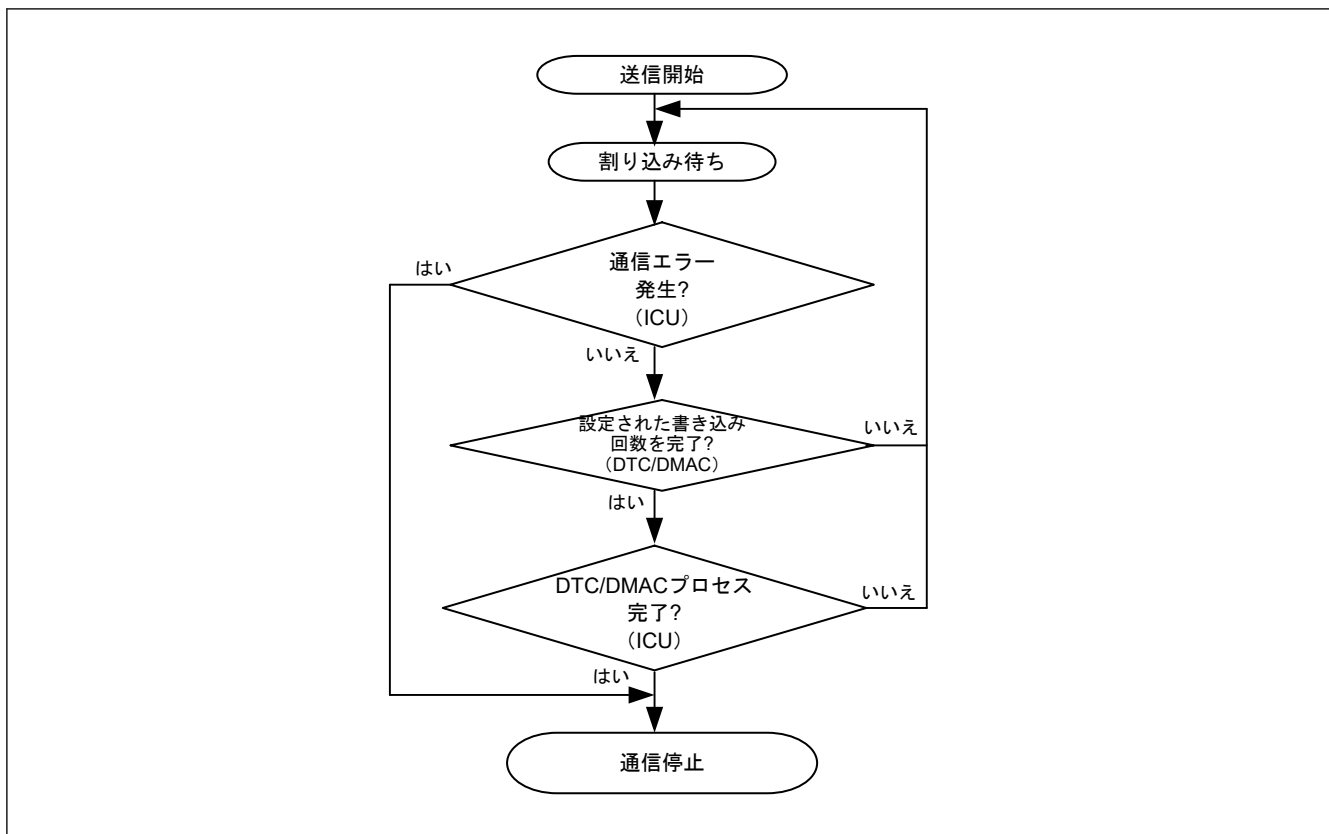 送信開始
割り込み待ち
はい
通信エラー
発生?
（ICU）
いいえ
設定された書き込み
回数を完了?
（DTC/DMAC）
いいえ
はい
DTC/DMACプロセス
完了?
（ICU）
いいえ
はい
通信停止